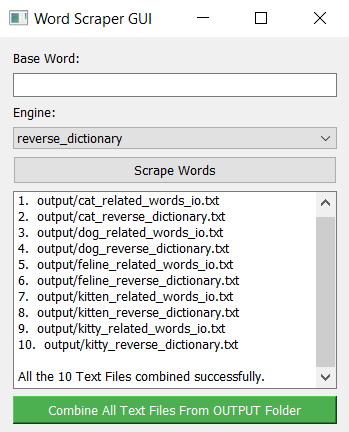 Word Scraper GUI
Base Word:
Engine:
reverse_dictionary
Scrape Words
1. output/cat_related_words_io.txt
2. output/cat_reverse_dictionary.txt
3. output/dog_related_words_io.txt
4. output/dog_reverse_dictionary.txt
5. output/feline_related_words_io.txt
6. output/feline_reverse_dictionary.txt
7. output/kitten_related_words_io.txt
8. output/kitten_reverse_dictionary.txt
9. output/kitty_related_words_io.txt
10. output/kitty_reverse_dictionary.txt
All the 10 Text Files combined successfully.
Combine All Text Files From OUTPUT Folder